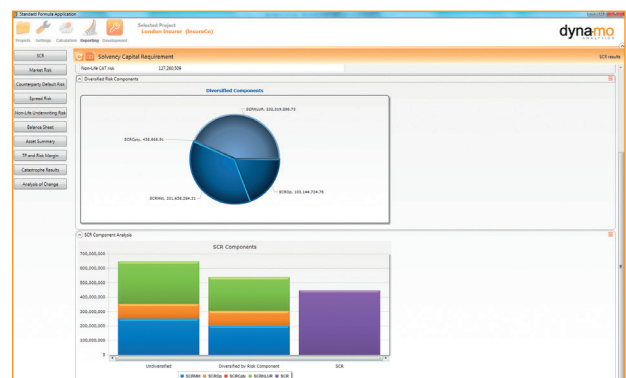 Standard Formula Application
Projects Settings Calculation Reporting Development
Selected Project
London Insurer (InsureCo)
dynamo
ANALYTICS
SCR
Market Risk
Counterparty Default Risk
Spread Risk
Non-Life Underwriting Risk
Balance Sheet
Asset Summary
TP and Risk Margin
Catastrophe Results
Analysis of Change
Solvency Capital Requirement
SCR results
Non-Life CAT risk
Diversified Risk Components
Diversified Components
SCR Component Analysis
SCR Components
700,000,000
600,000,000
500,000,000
400,000,000
300,000,000
200,000,000
100,000,000
0
Undiversified Diversified by Risk Component SCR
SCRMkt SCROp SCRCpty SCRNLUR SCR